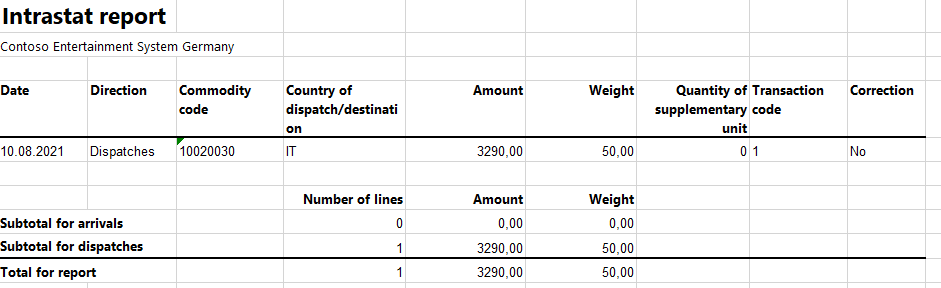 Intrastat report
Contoso Entertainment System Germany
Date Direction Commodity code Country of dispatch/destinati on Amount Weight Quantity of supplementary unit Transaction code Correction
10.08.2021 Dispatches 10020030 IT 3290,00 50,00 0 1 No
Number of lines Amount Weight
Subtotal for arrivals 0 0,00 0,00
Subtotal for dispatches 1 3290,00 50,00
Total for report 1 3290,00 50,00